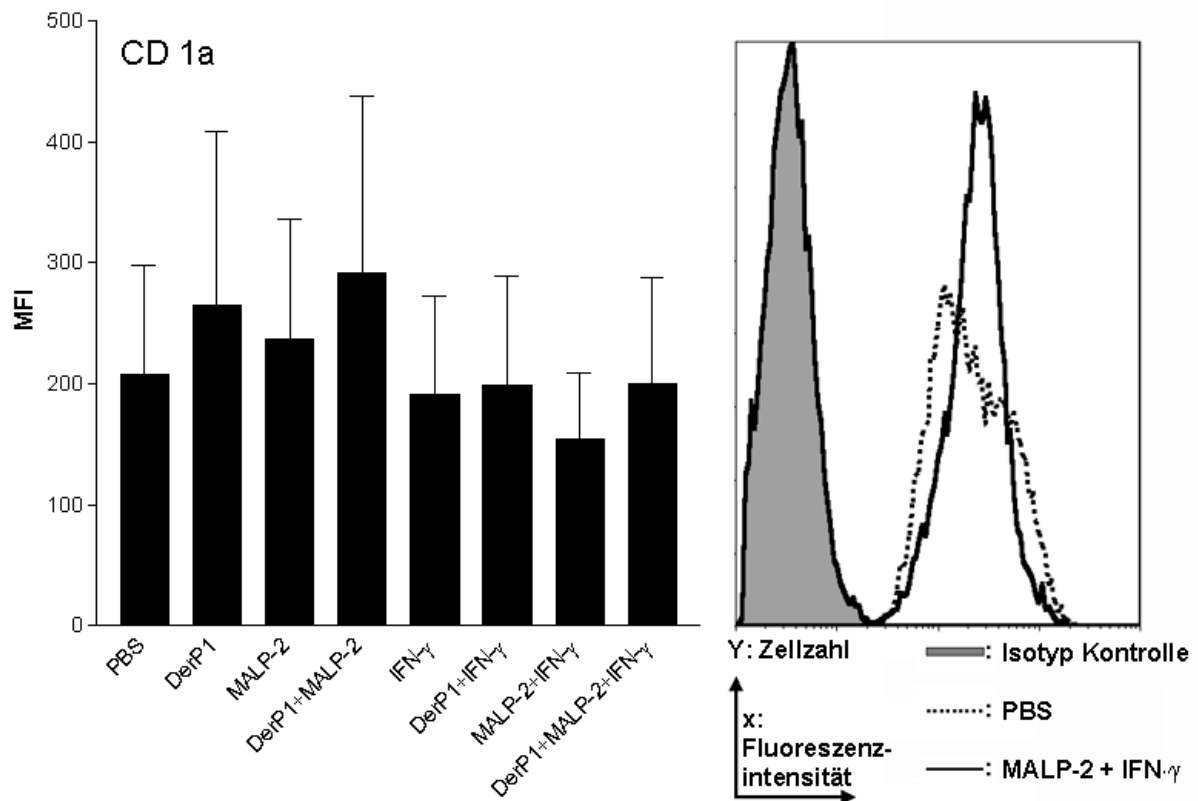 CD 1a
500
400
300
200
100
0
MFI
PBS
DerP1
MALP-2
DerP1+MALP-2
IFN-γ
DerP1+IFN-γ
MALP-2+IFN-γ
DerP1+MALP-2+IFN-γ
Y: Zellzahl
x:
Fluoreszenz-
intensität
: Isotyp Kontrolle
: PBS
: MALP-2 + IFN-γ